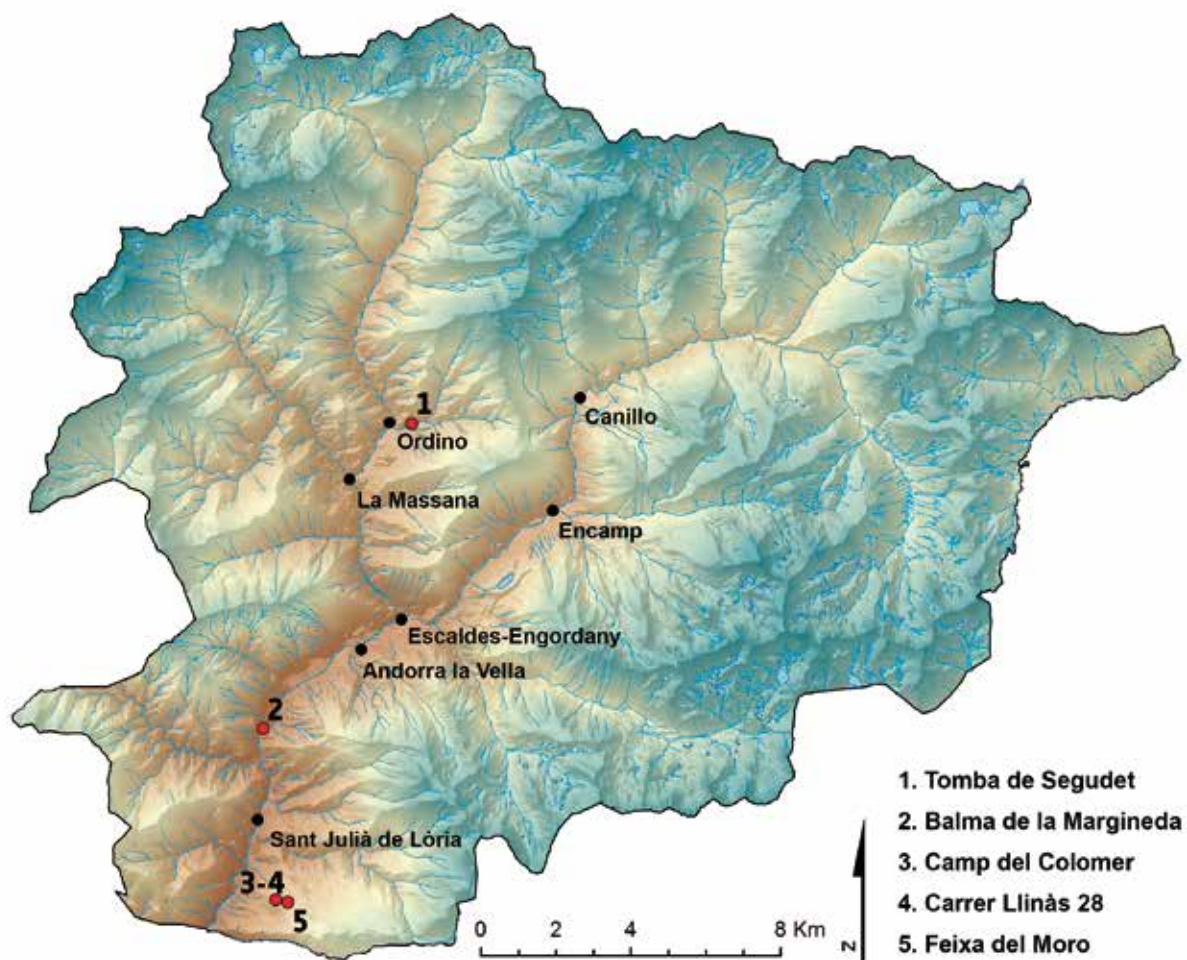 1
Canillo
Ordino
La Massana
Encamp
Escaldes-Engordany
Andorra la Vella
2
1. Tomba de Segudet
2. Balma de la Margineda
Sant Julià de Lòria
3. Camp del Colomer
3-4
4. Carrer Llinàs 28
5
0 2 4 8 Km
N
5. Feixa del Moro